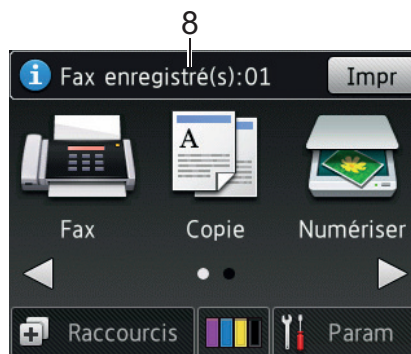 8
Fax enregistré(s):01 Impr
A
Fax Copie Numériser
Raccourcis Param